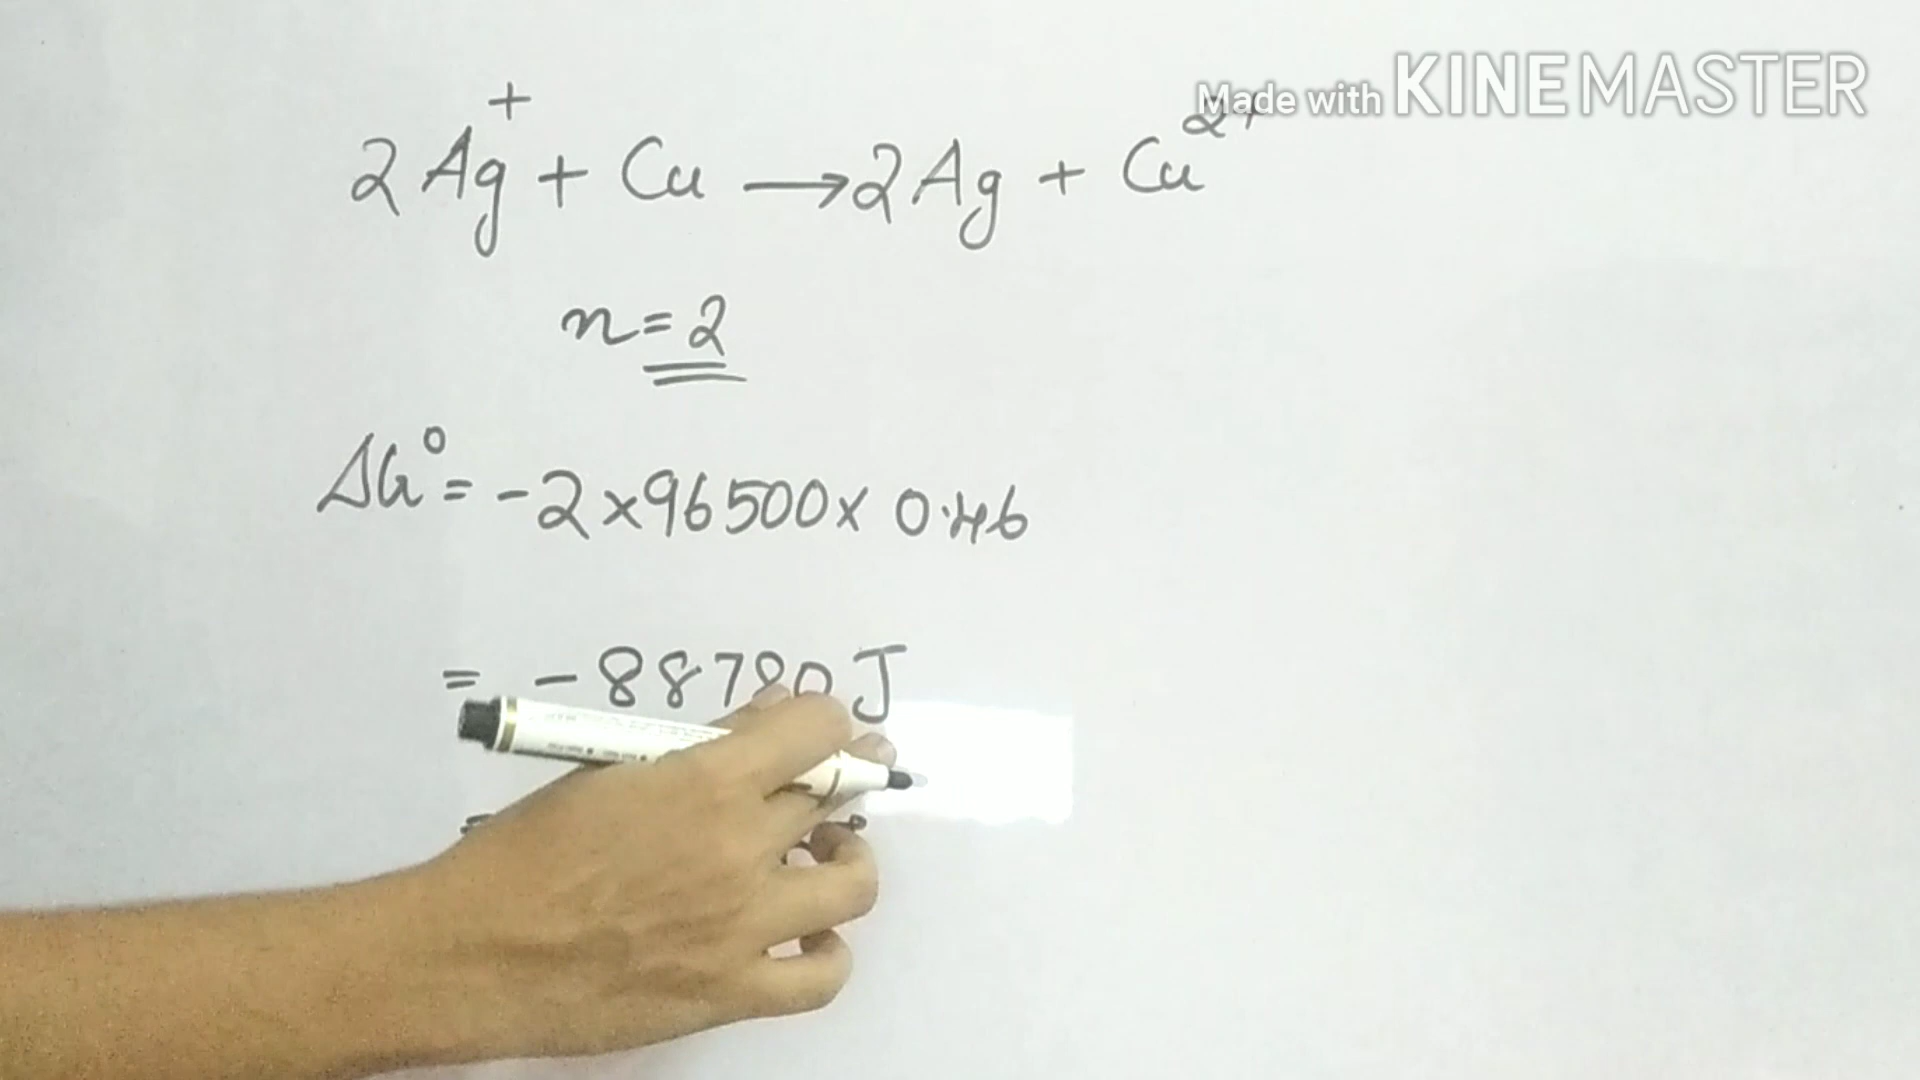 Made with KINEMASTER
2Ag⁺ + Cu → 2Ag + Cu²⁺
n = 2
ΔG° = -2 × 96500 × 0.46
= -88780 J